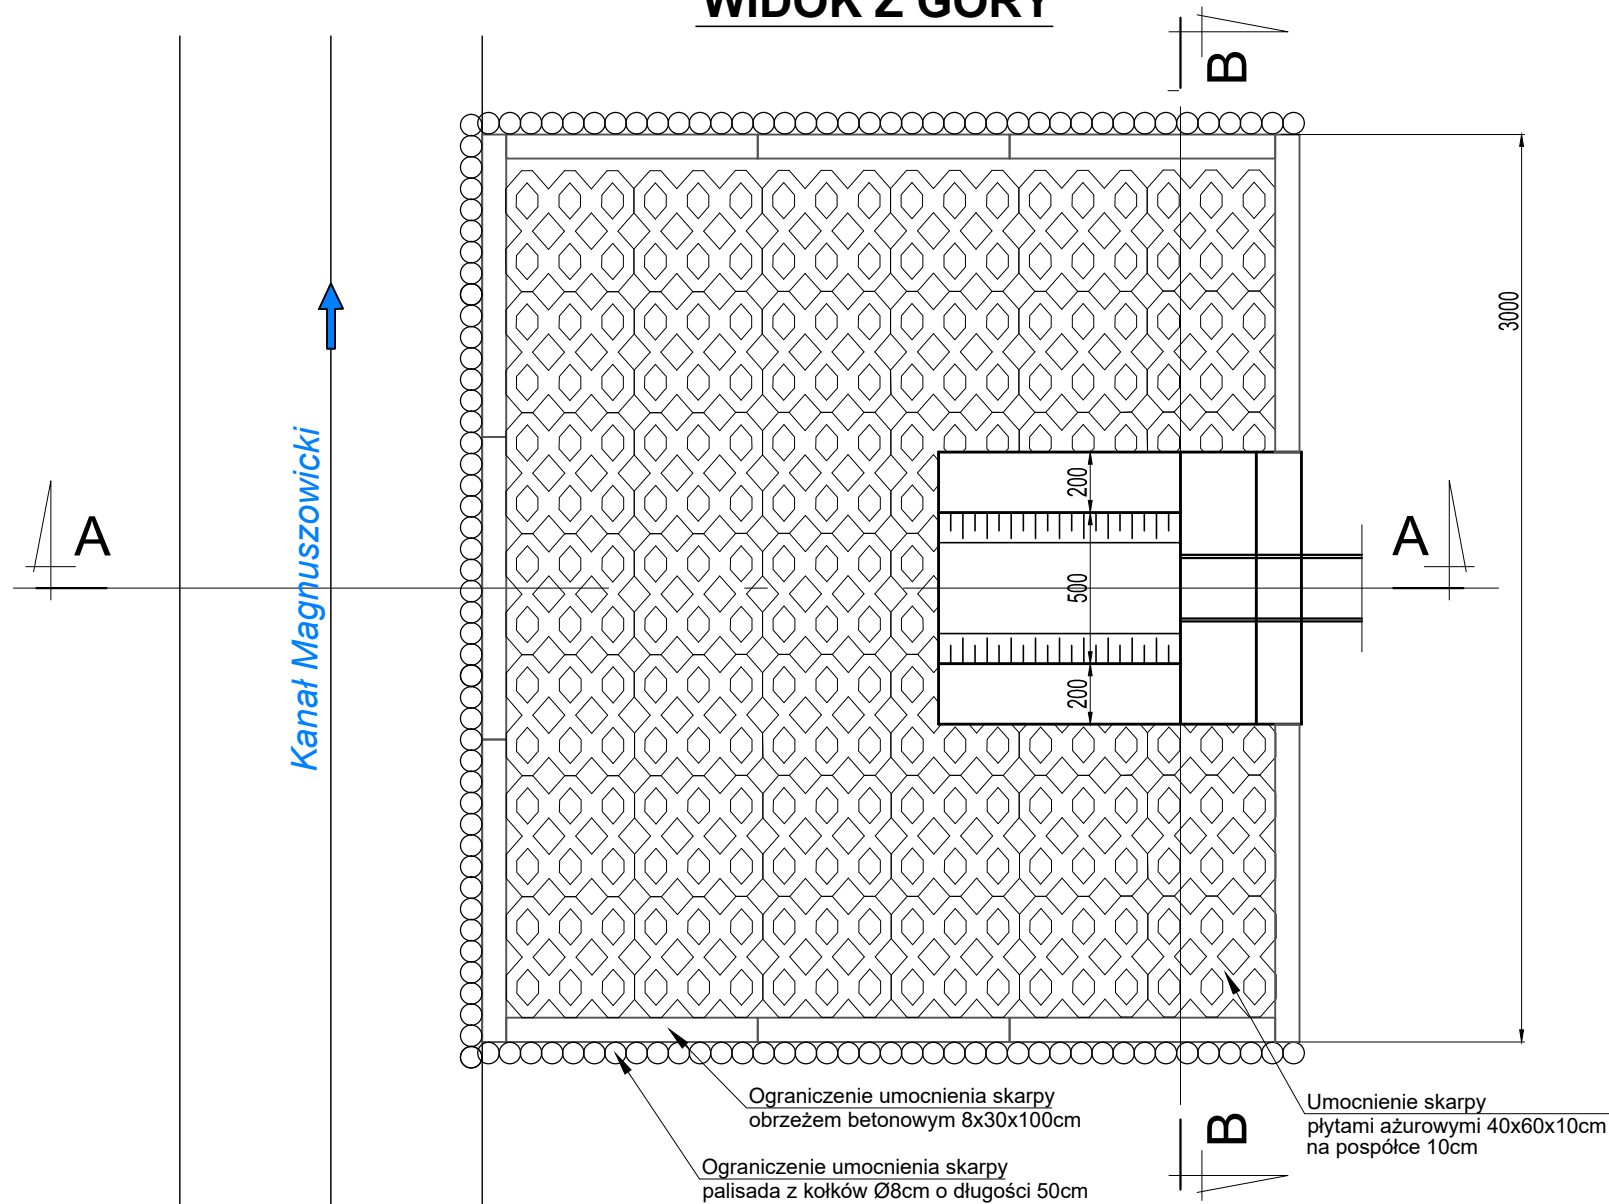 WIDOK Z GÓRY
B
3000
Kanał Magnuszowicki
200
A
A
500
200
Ograniczenie umocnienia skarpy
obrzeżem betonowym 8x30x100cm
Umocnienie skarpy
płytami ażurowymi 40x60x10cm
na pospółce 10cm
B
Ograniczenie umocnienia skarpy
palisada z kołków Ø8cm o długości 50cm